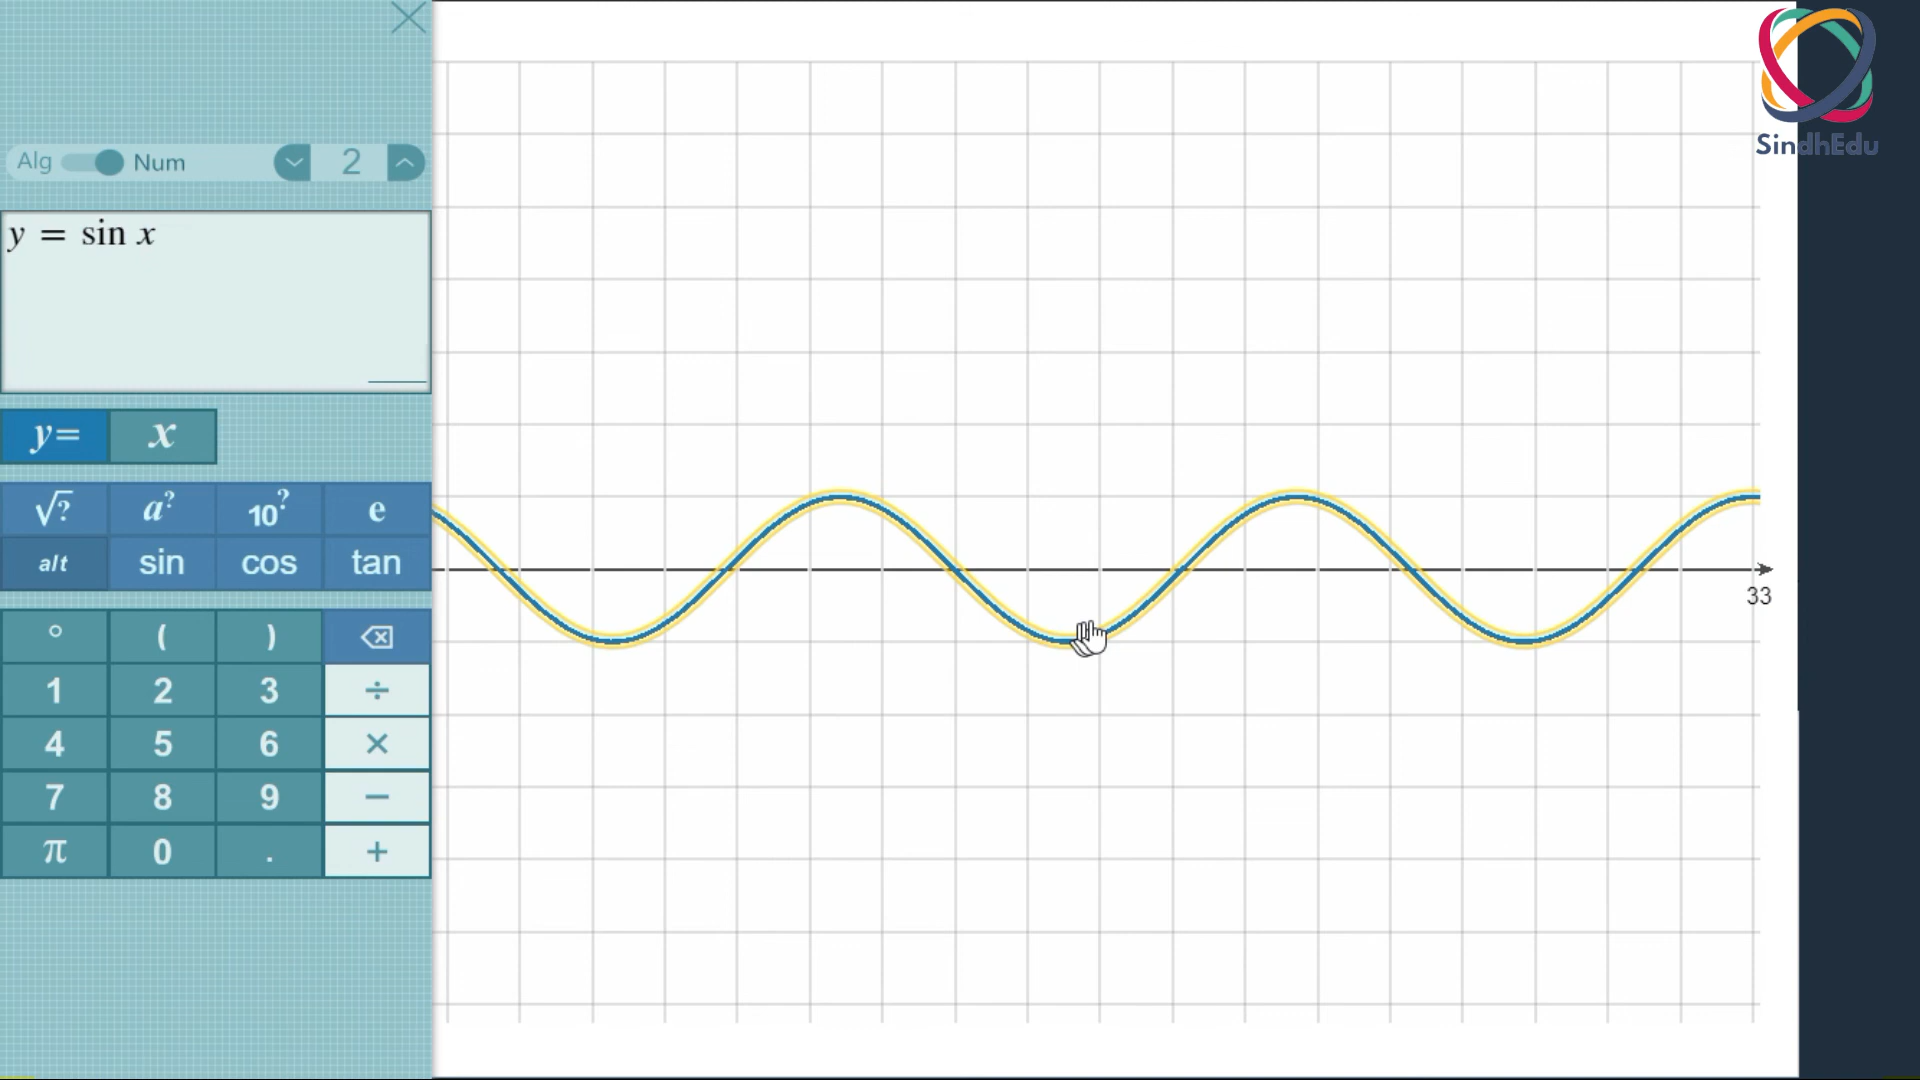 SindhEdu
Alg Num 2
y = sin x
y= x
√? a? 10? e
alt sin cos tan
° ( )
1 2 3 ÷
4 5 6 ×
7 8 9 −
π 0 . +
33